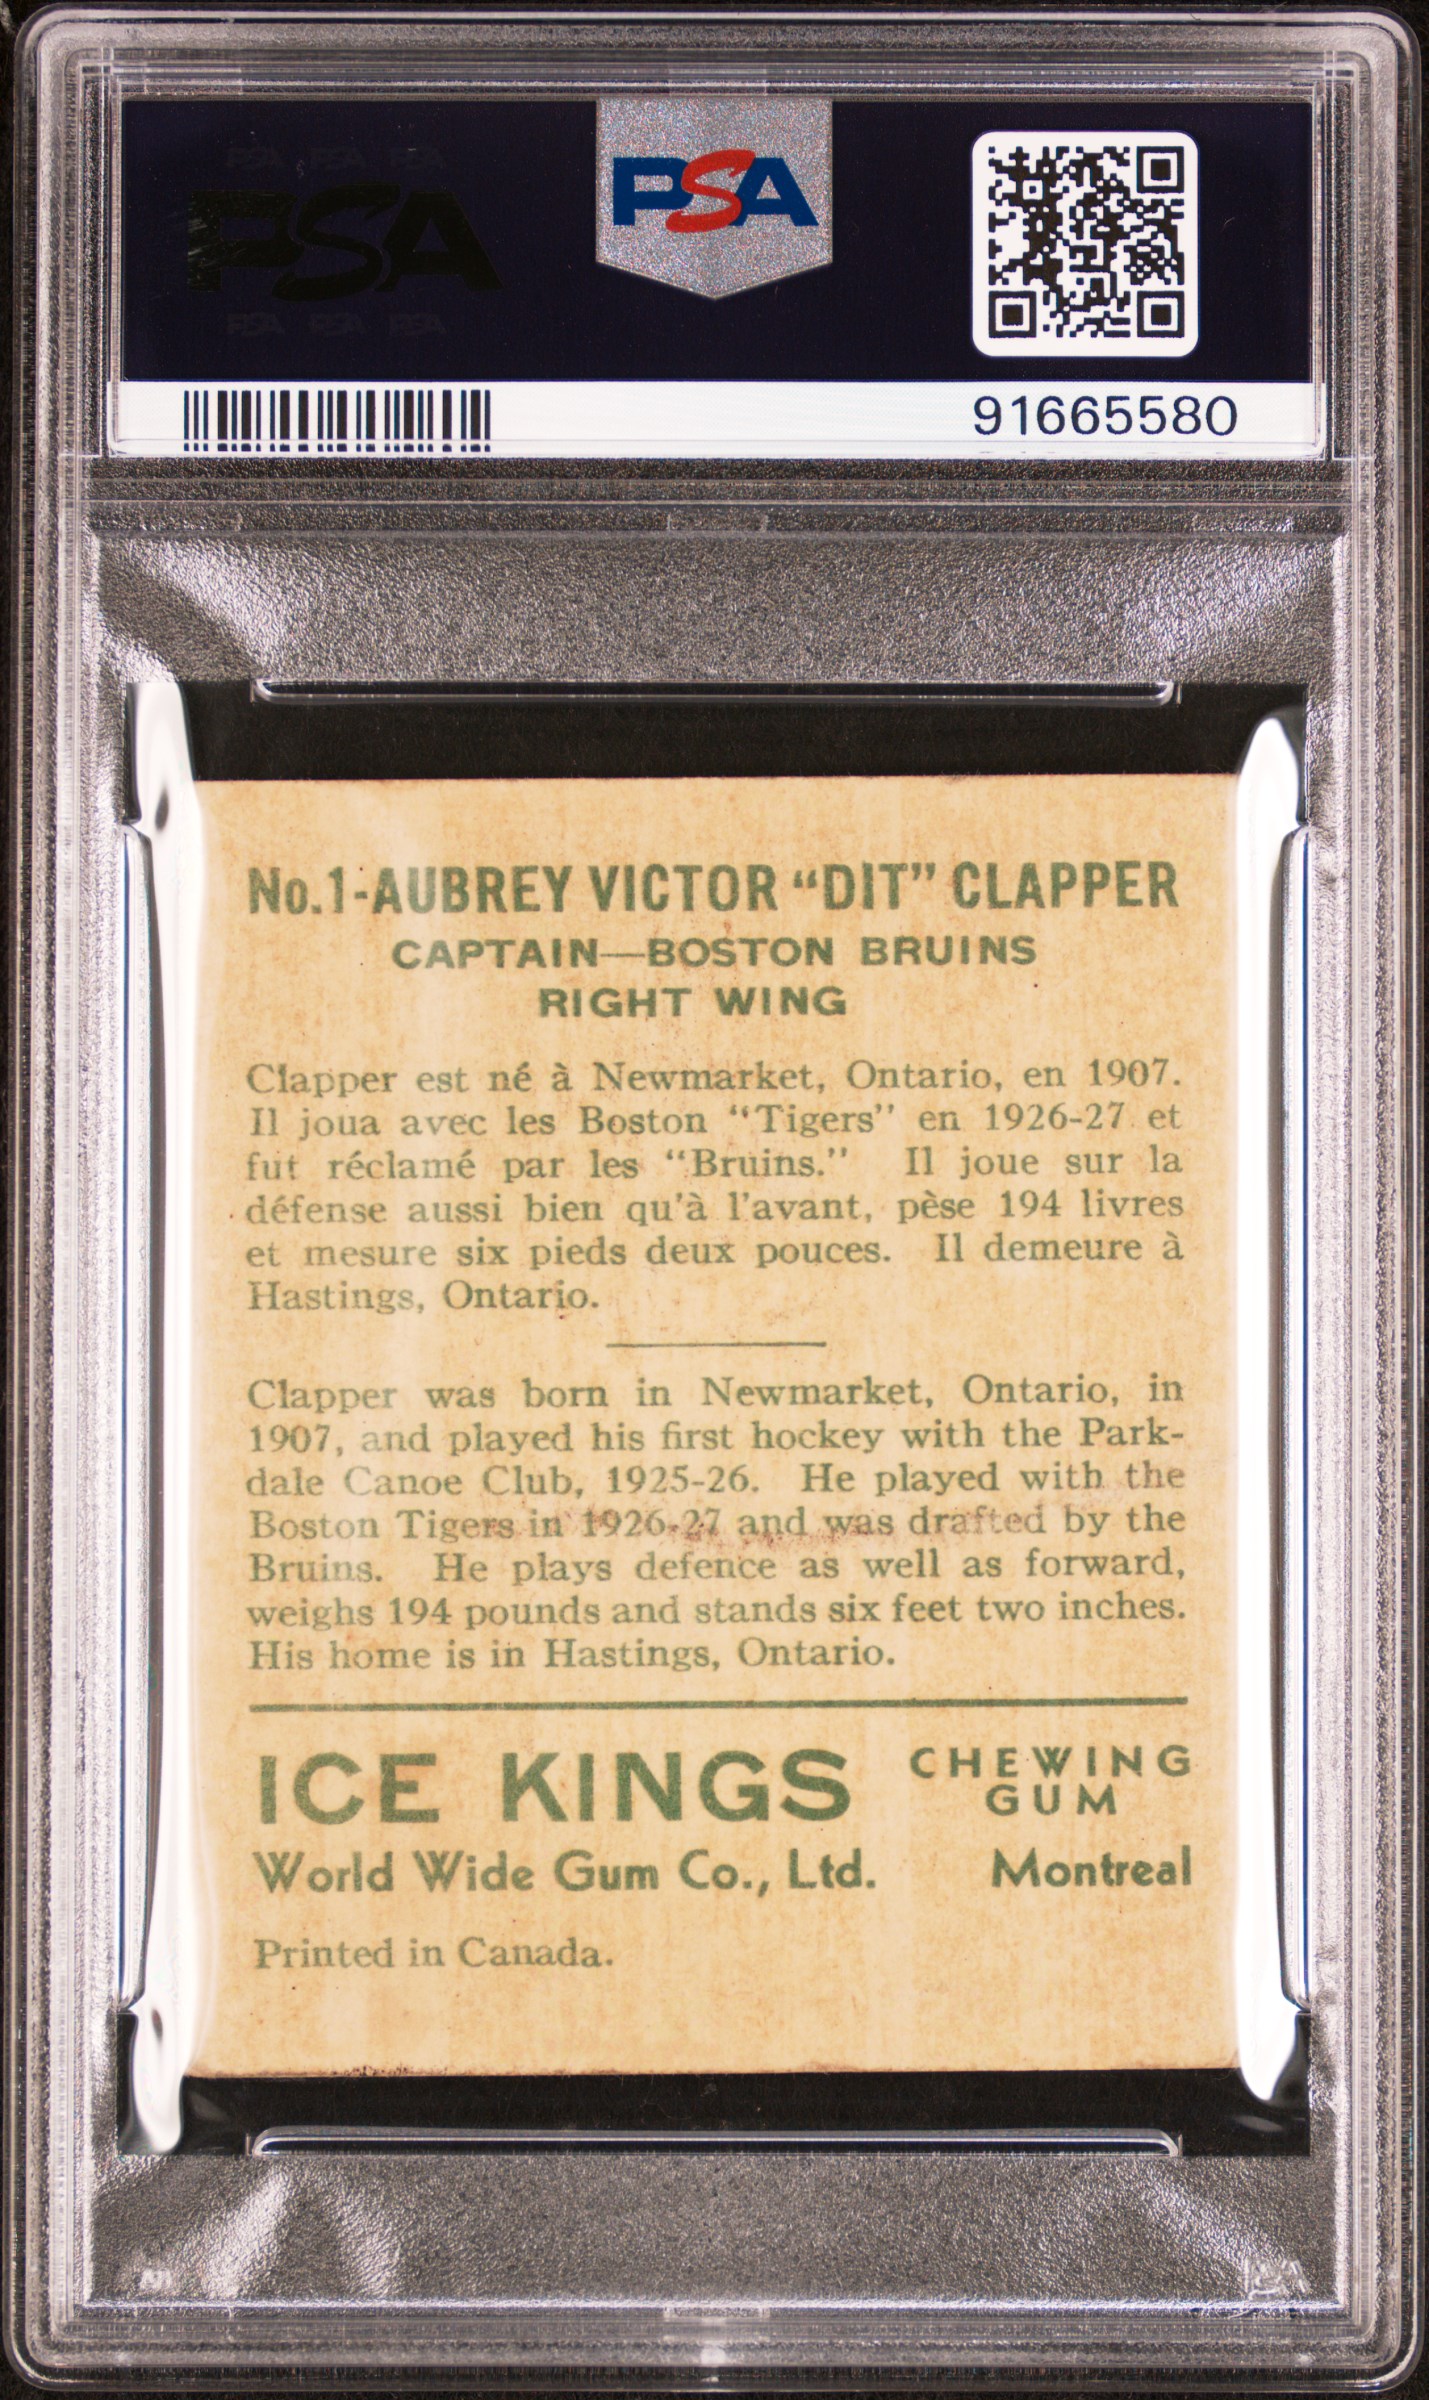 PSA PSA PSA
PSA
PSA PSA PSA
PSA
91665580
No.1-AUBREY VICTOR “DIT” CLAPPER
CAPTAIN—BOSTON BRUINS
RIGHT WING
Clapper est né à Newmarket, Ontario, en 1907.
Il joua avec les Boston “Tigers” en 1926-27 et
fut réclamé par les “Bruins.” Il joue sur la
défense aussi bien qu'à l'avant, pèse 194 livres
et mesure six pieds deux pouces. Il demeure à
Hastings, Ontario.
Clapper was born in Newmarket, Ontario, in
1907, and played his first hockey with the Park-
dale Canoe Club, 1925-26. He played with the
Boston Tigers in 1926-27 and was drafted by the
Bruins. He plays defence as well as forward,
weighs 194 pounds and stands six feet two inches.
His home is in Hastings, Ontario.
ICE KINGS CHEWING GUM
World Wide Gum Co., Ltd. Montreal
Printed in Canada.